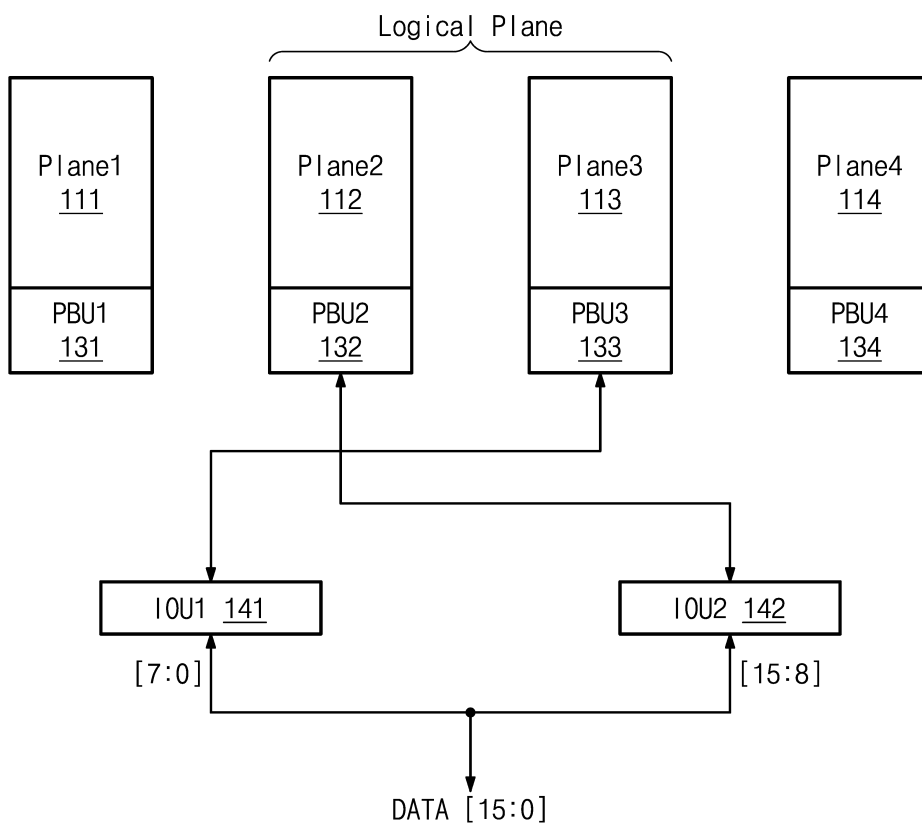 Logical Plane
Plane1
111
Plane2
112
Plane3
113
Plane4
114
PBU1
131
PBU2
132
PBU3
133
PBU4
134
IOU1 141
IOU2 142
[7:0]
[15:8]
DATA [15:0]